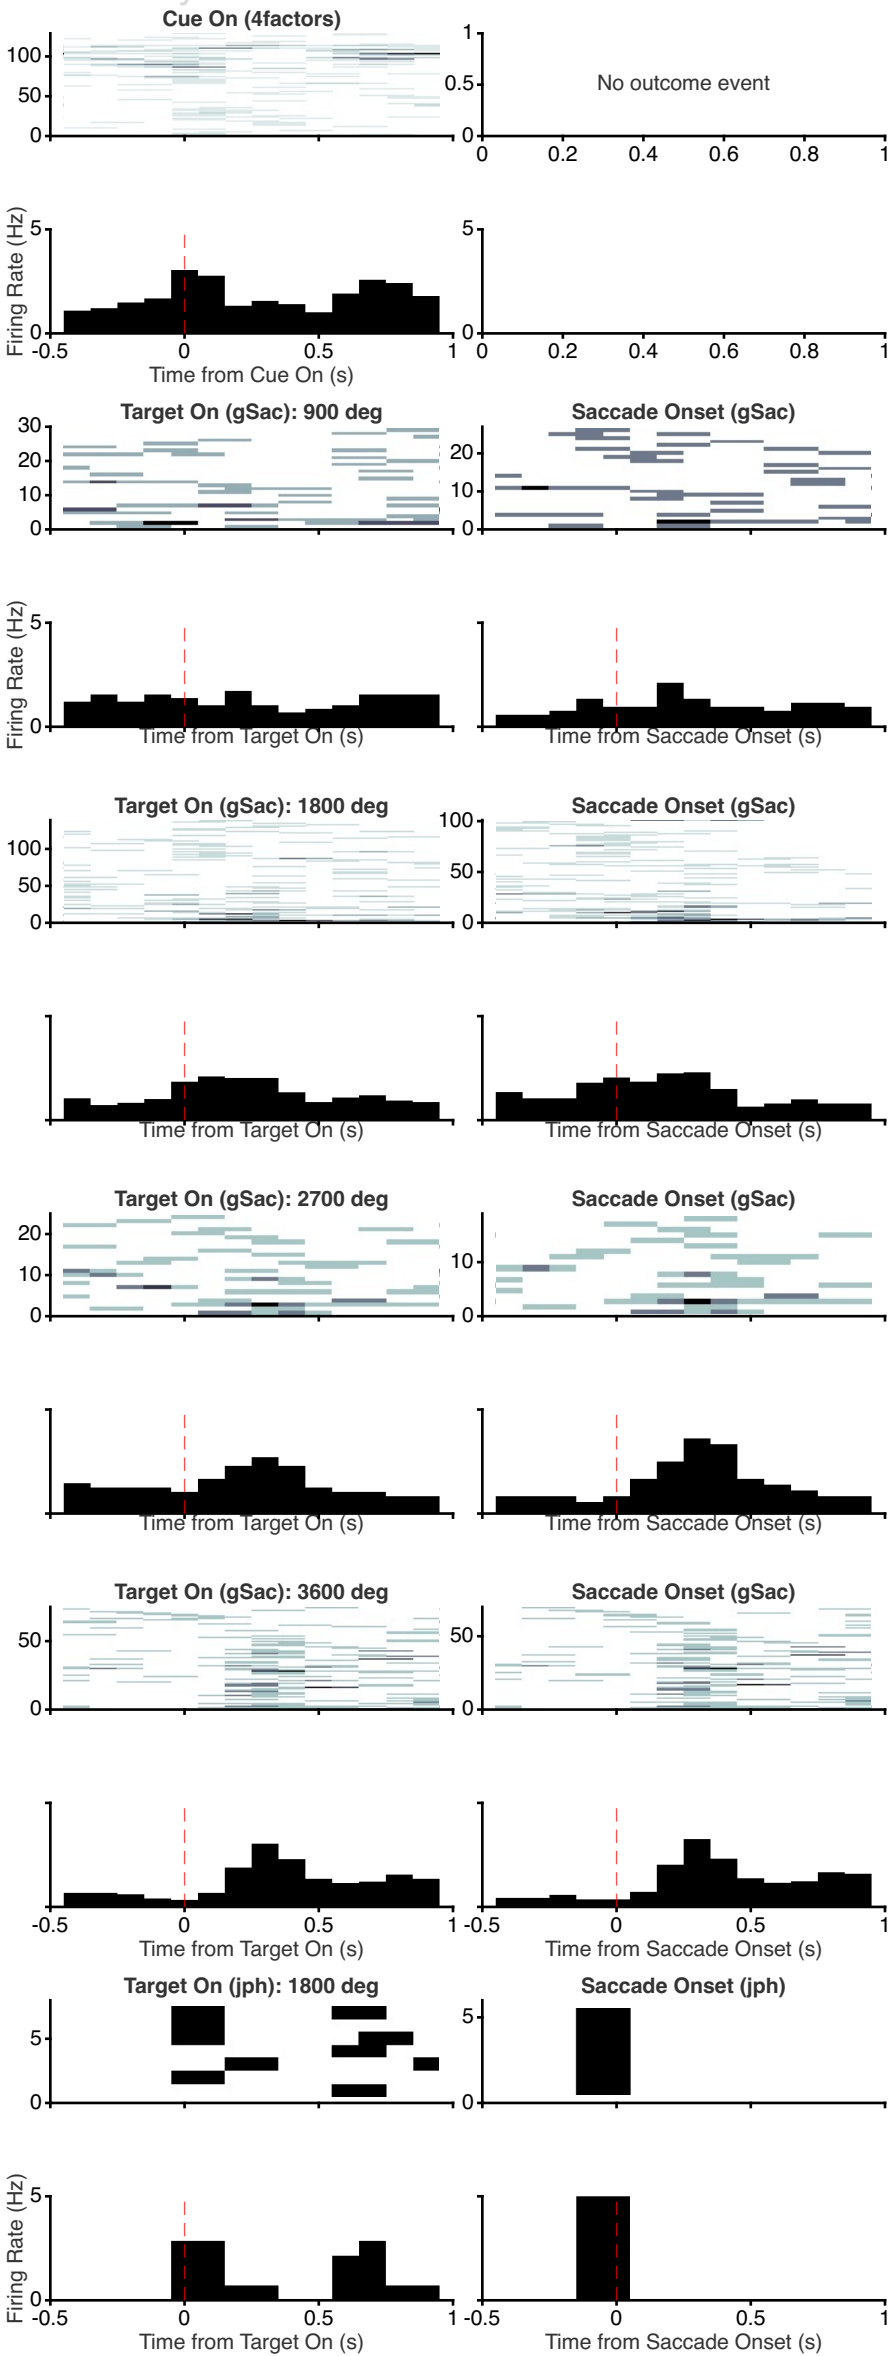 Cue On (4factors)
100
50
0
1
0.5
0
No outcome event
0 0.2 0.4 0.6 0.8 1
Firing Rate (Hz)
5
0
-0.5 0 0.5 1
Time from Cue On (s)
5
0
0 0.2 0.4 0.6 0.8 1
Target On (gSac): 900 deg
30
20
10
0
Saccade Onset (gSac)
20
10
0
Firing Rate (Hz)
5
0
Time from Target On (s)
Time from Saccade Onset (s)
Target On (gSac): 1800 deg
100
50
0
Saccade Onset (gSac)
100
50
0
Time from Target On (s)
Time from Saccade Onset (s)
Target On (gSac): 2700 deg
20
10
0
Saccade Onset (gSac)
10
0
Time from Target On (s)
Time from Saccade Onset (s)
Target On (gSac): 3600 deg
50
0
Saccade Onset (gSac)
50
0
-0.5 0 0.5 1
Time from Target On (s)
-0.5 0 0.5 1
Time from Saccade Onset (s)
Target On (jph): 1800 deg
5
0
Saccade Onset (jph)
5
0
Firing Rate (Hz)
5
0
-0.5 0 0.5 1
Time from Target On (s)
5
0
-0.5 0 0.5 1
Time from Saccade Onset (s)